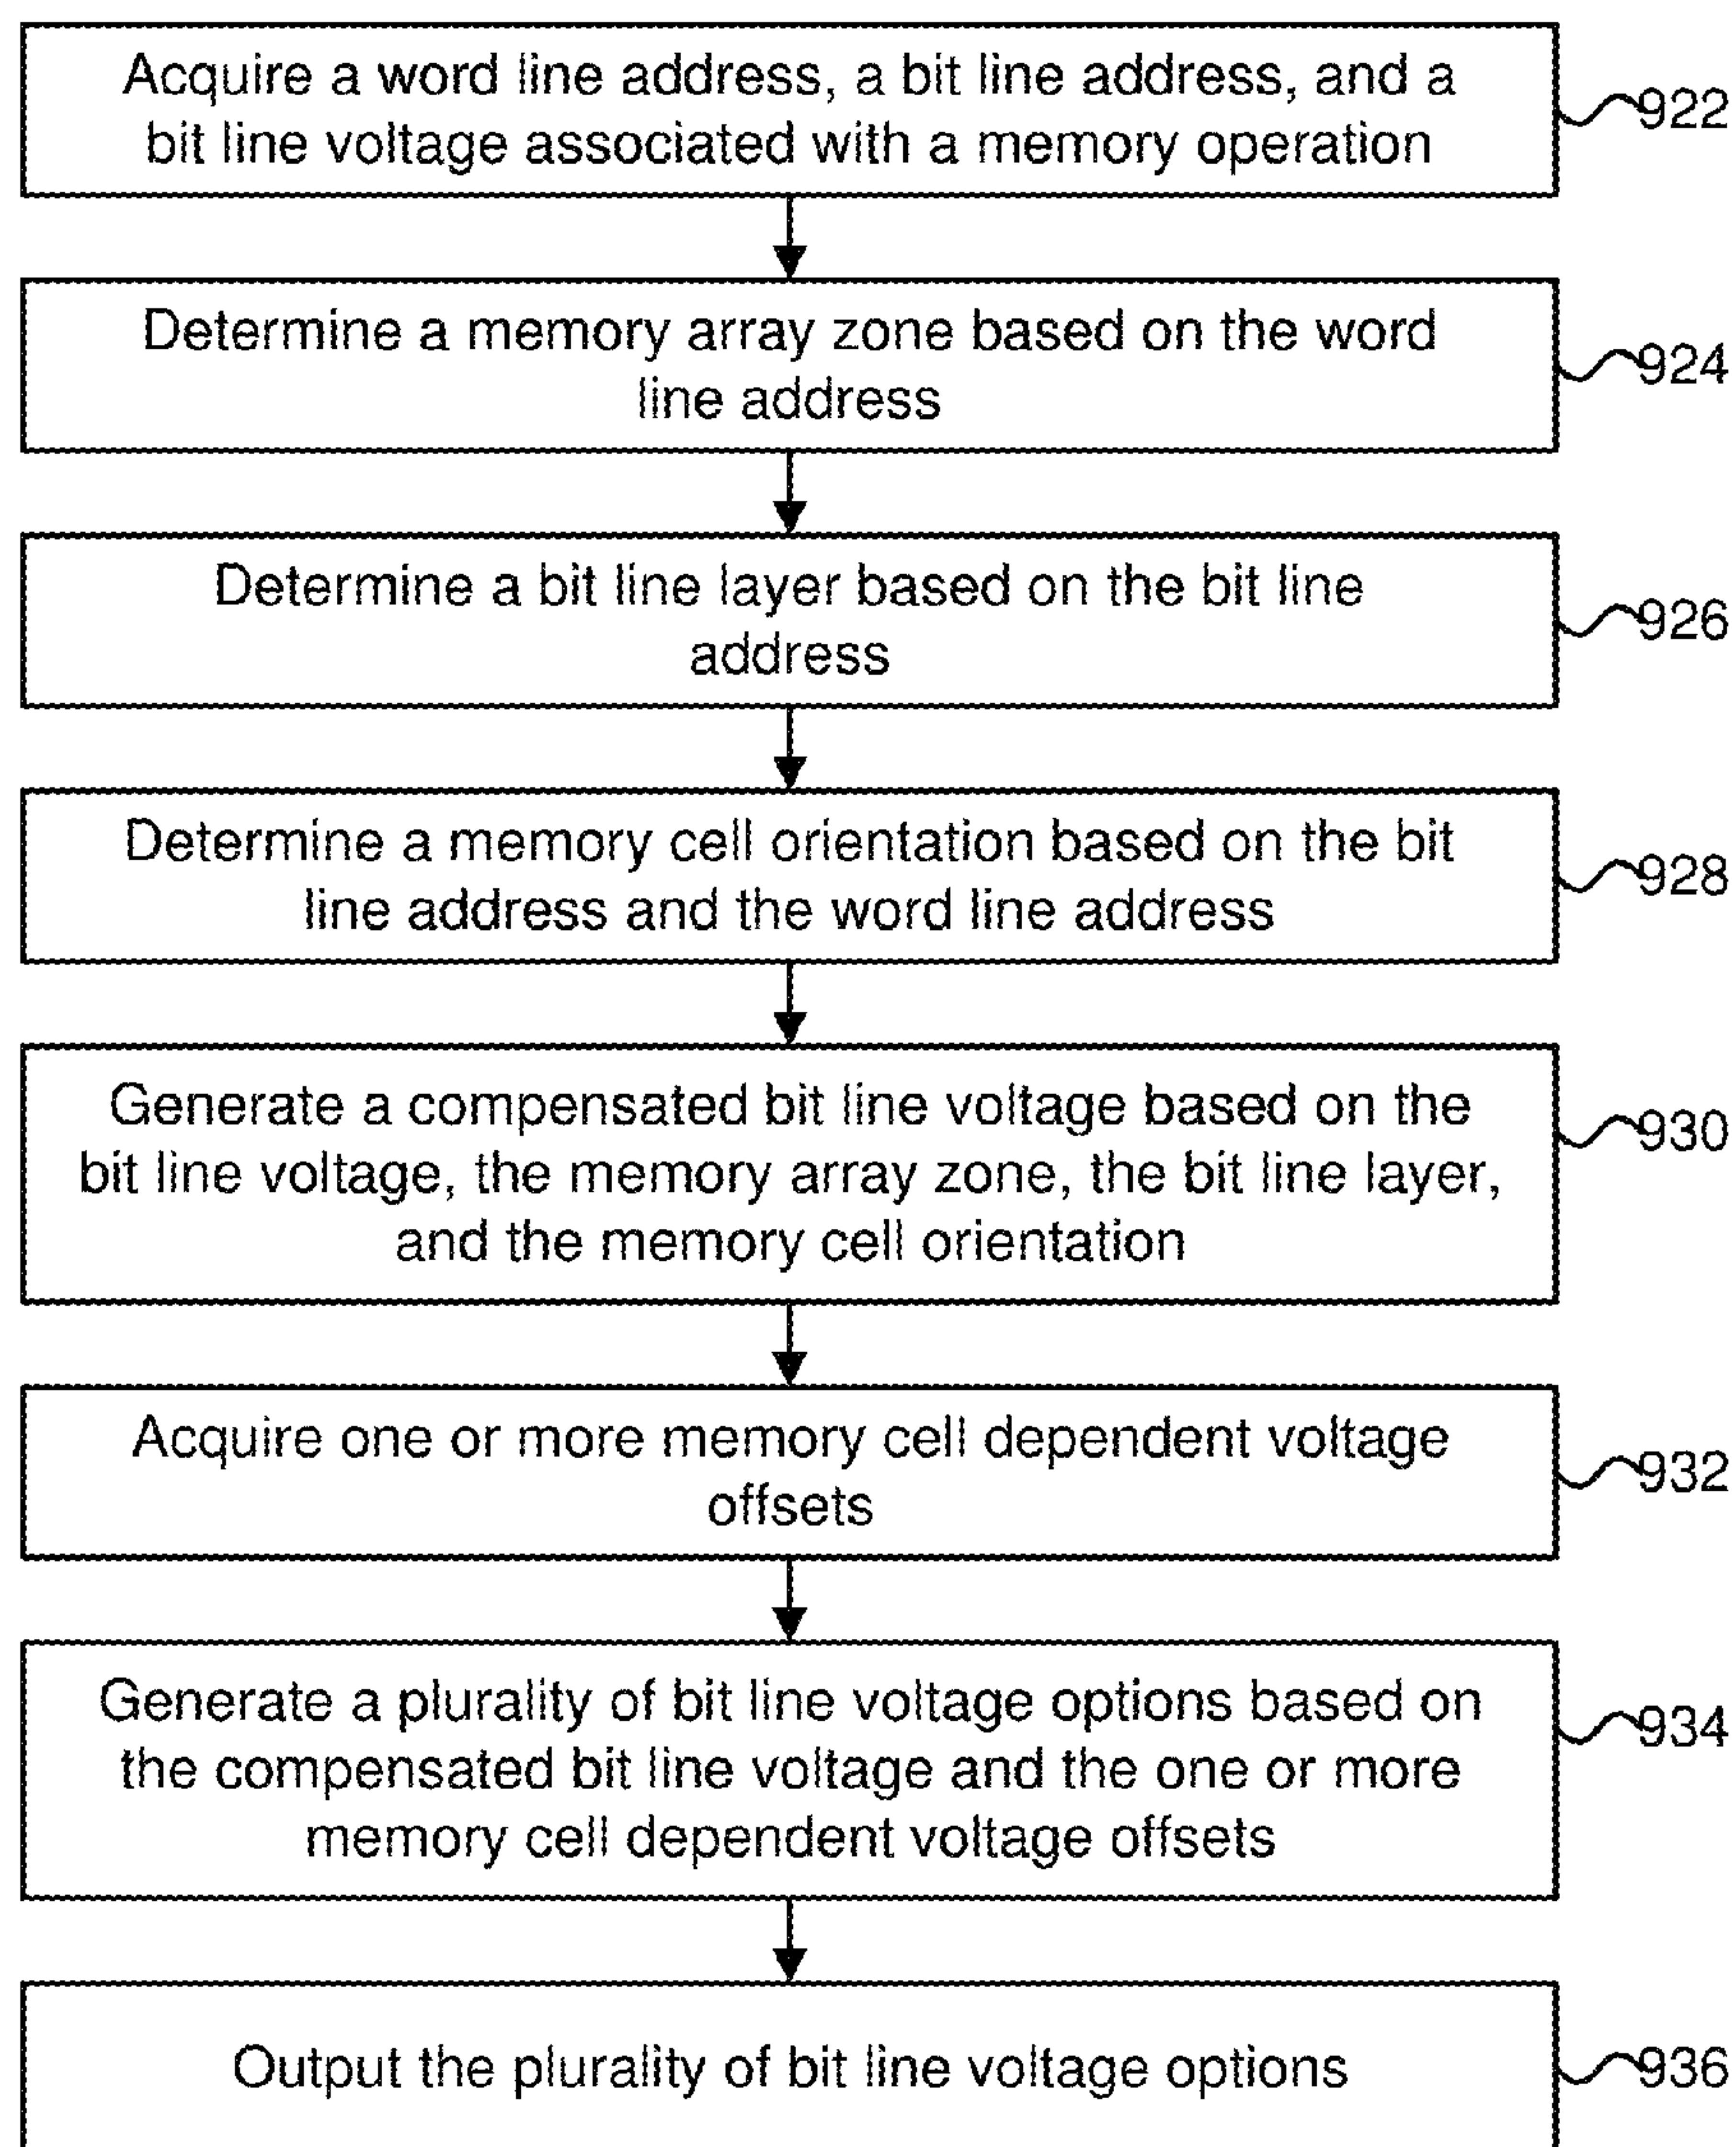 Acquire a word line address, a bit line address, and a
bit line voltage associated with a memory operation
922
Determine a memory array zone based on the word
line address
924
Determine a bit line layer based on the bit line
address
926
Determine a memory cell orientation based on the bit
line address and the word line address
928
Generate a compensated bit line voltage based on the
bit line voltage, the memory array zone, the bit line layer,
and the memory cell orientation
930
Acquire one or more memory cell dependent voltage
offsets
932
Generate a plurality of bit line voltage options based on
the compensated bit line voltage and the one or more
memory cell dependent voltage offsets
934
Output the plurality of bit line voltage options
936